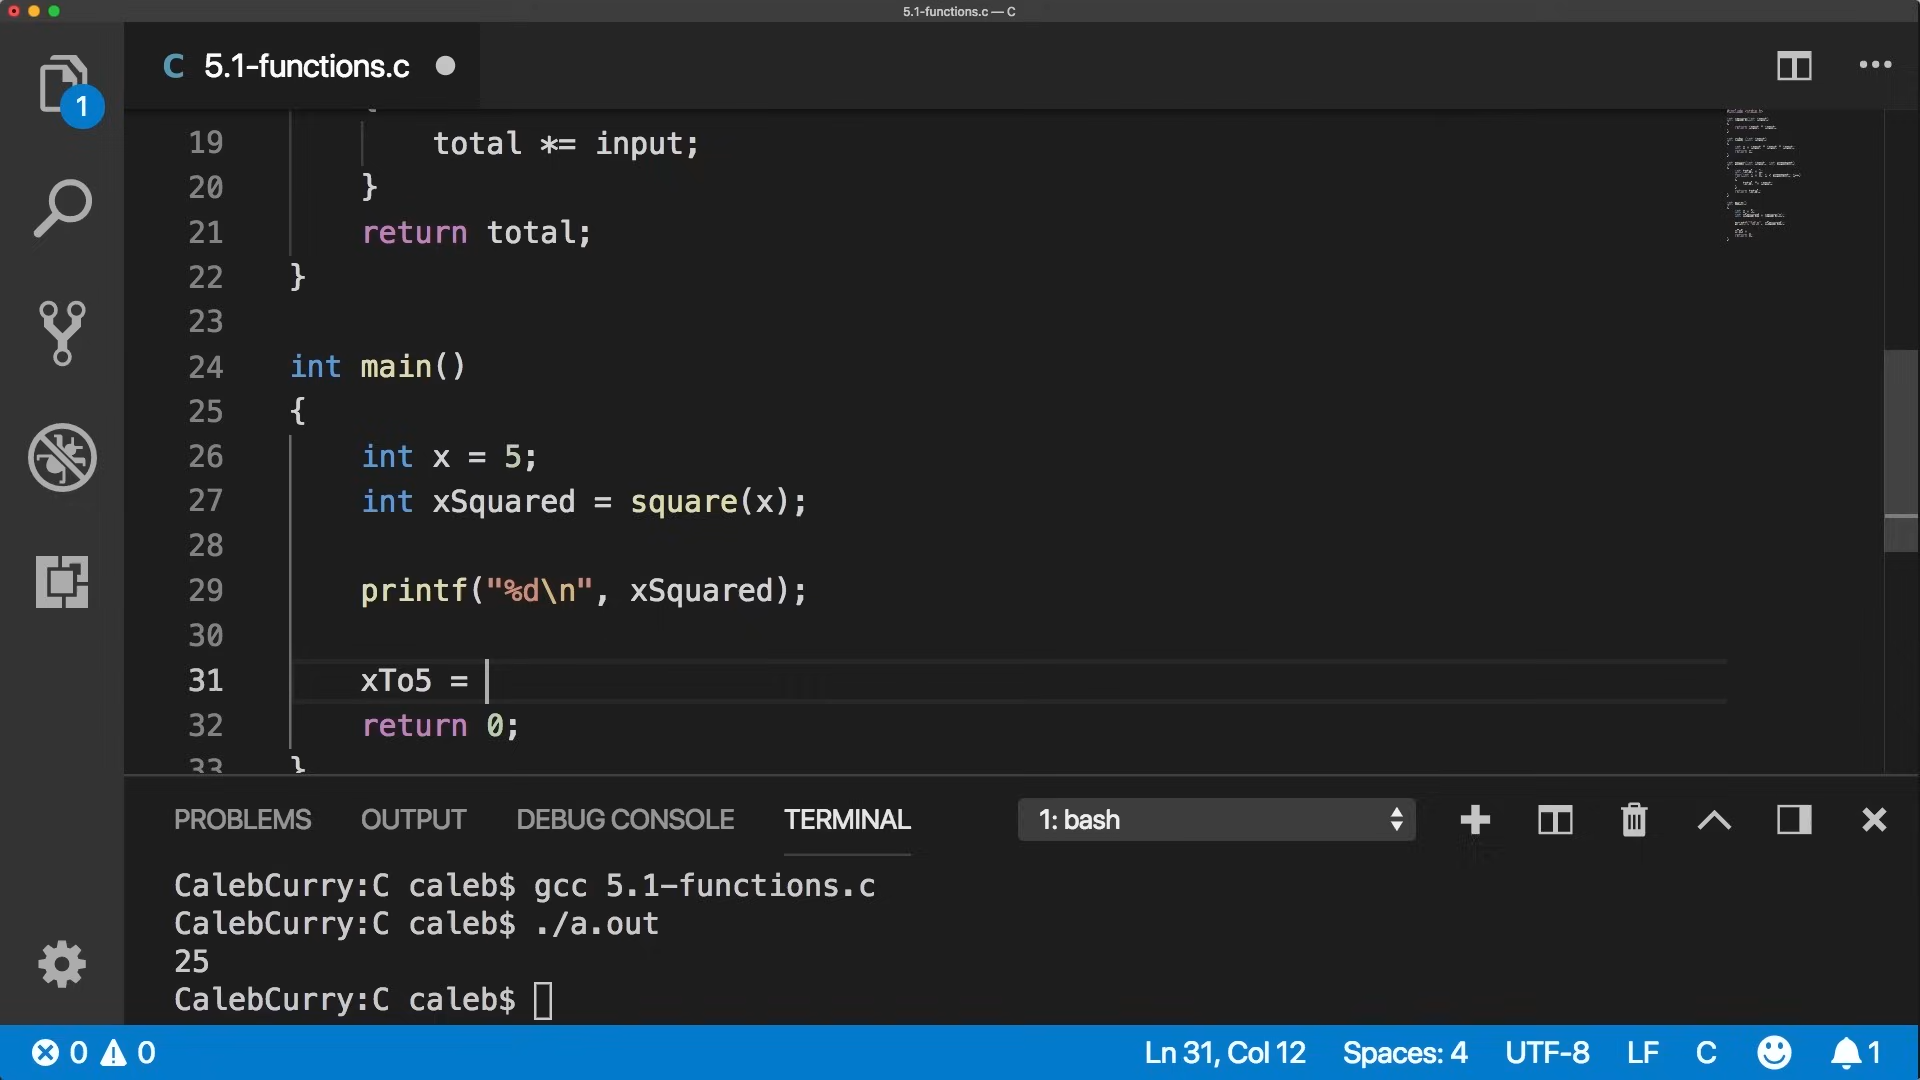 5.1-functions.c — C
C 5.1-functions.c
1
19 total *= input;
20 }
21 return total;
22 }
23
24 int main()
25 {
26 int x = 5;
27 int xSquared = square(x);
28
29 printf("%d\n", xSquared);
30
31 xTo5 =
32 return 0;
33 }
PROBLEMS OUTPUT DEBUG CONSOLE TERMINAL 1: bash
CalebCurry:C caleb$ gcc 5.1-functions.c
CalebCurry:C caleb$ ./a.out
25
CalebCurry:C caleb$
0 0 Ln 31, Col 12 Spaces: 4 UTF-8 LF C 1